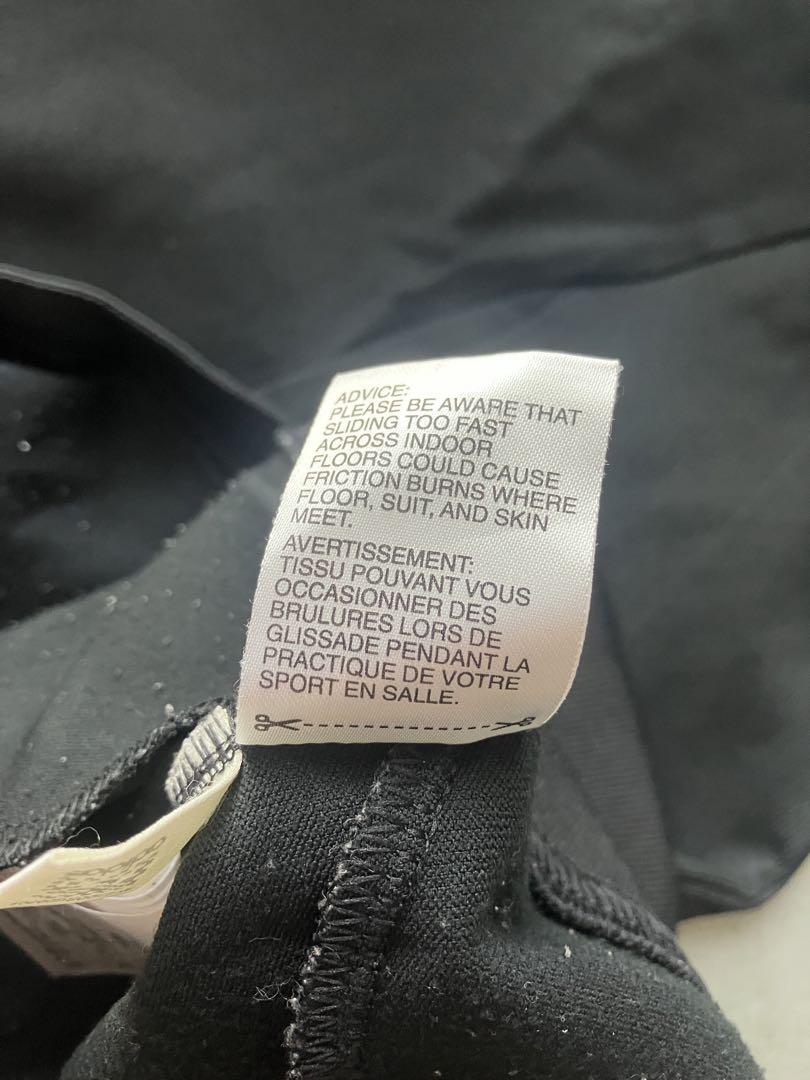 ADVICE:
PLEASE BE AWARE THAT
SLIDING TOO FAST
ACROSS INDOOR
FLOORS COULD CAUSE
FRICTION BURNS WHERE
FLOOR, SUIT, AND SKIN
MEET.
AVERTISSEMENT:
TISSU POUVANT VOUS
OCCASIONNER DES
BRULURES LORS DE
GLISSADE PENDANT LA
PRACTIQUE DE VOTRE
SPORT EN SALLE.